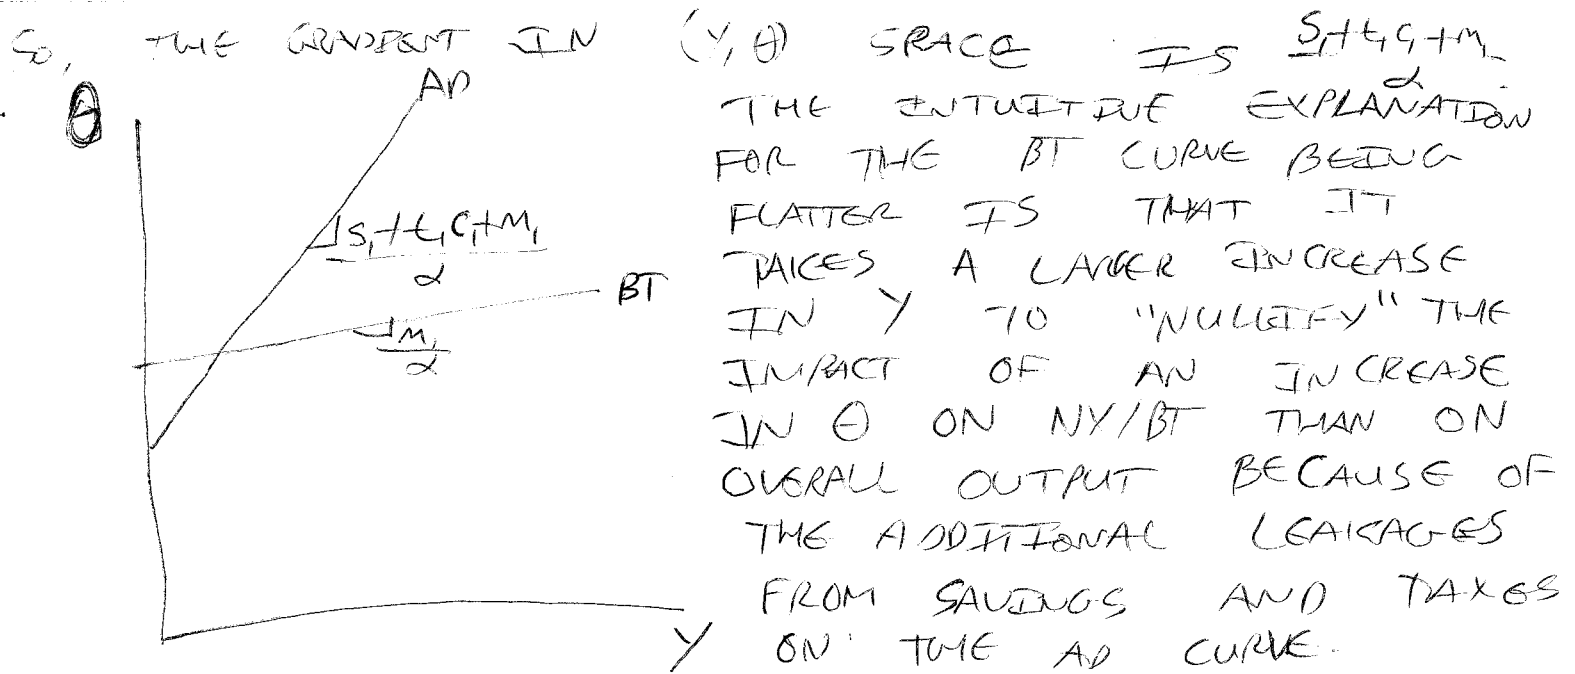 SO, THE GRADIENT IN (Y, θ) SPACE IS (S₁+t₁C₁+M₁)/α
θ
AD
THE INTUITIVE EXPLANATION
FOR THE BT CURVE BEING
FLATTER IS THAT IT
(S₁+t₁C₁+M₁)/α
TAKES A LARGER INCREASE
BT
IN Y TO "NULLIFY" THE
M₁/α
IMPACT OF AN INCREASE
IN θ ON NY/BT THAN ON
OVERALL OUTPUT BECAUSE OF
THE ADDITIONAL LEAKAGES
FROM SAVINGS AND TAXES
Y
ON THE AD CURVE.